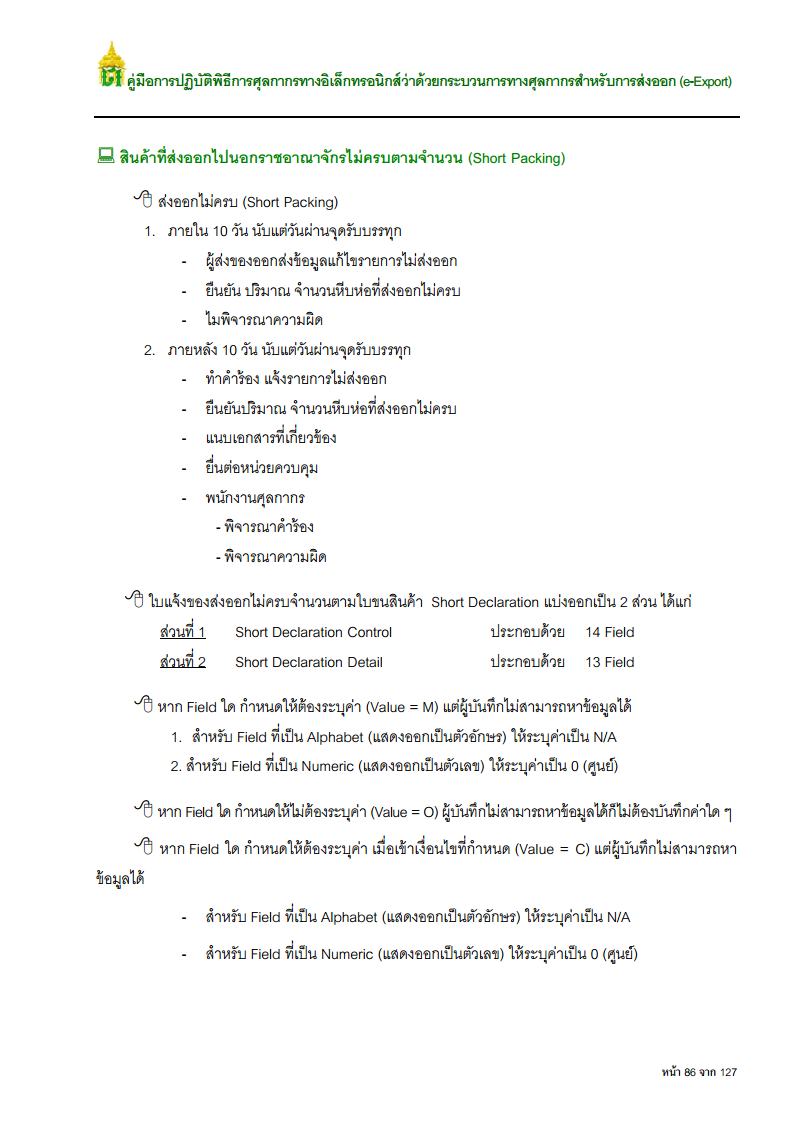 คู่มือการปฏิบัติพิธีการศุลกากรทางอิเล็กทรอนิกส์ว่าด้วยกระบวนการทางศุลกากรสำหรับการส่งออก (e-Export)
สินค้าที่ส่งออกไปนอกราชอาณาจักรไม่ครบตามจำนวน (Short Packing)
ส่งออกไม่ครบ (Short Packing)
1. ภายใน 10 วัน นับแต่วันผ่านจุดรับบรรทุก
- ผู้ส่งของออกส่งข้อมูลแก้ไขรายการไม่ส่งออก
- ยืนยัน ปริมาณ จำนวนหีบห่อที่ส่งออกไม่ครบ
- ไมพิจารณาความผิด
2. ภายหลัง 10 วัน นับแต่วันผ่านจุดรับบรรทุก
- ทำคำร้อง แจ้งรายการไม่ส่งออก
- ยืนยันปริมาณ จำนวนหีบห่อที่ส่งออกไม่ครบ
- แนบเอกสารที่เกี่ยวข้อง
- ยื่นต่อหน่วยควบคุม
- พนักงานศุลกากร
- พิจารณาคำร้อง
- พิจารณาความผิด
ใบแจ้งของส่งออกไม่ครบจำนวนตามใบขนสินค้า Short Declaration แบ่งออกเป็น 2 ส่วน ได้แก่
ส่วนที่ 1 Short Declaration Control ประกอบด้วย 14 Field
ส่วนที่ 2 Short Declaration Detail ประกอบด้วย 13 Field
หาก Field ใด กำหนดให้ต้องระบุค่า (Value = M) แต่ผู้บันทึกไม่สามารถหาข้อมูลได้
1. สำหรับ Field ที่เป็น Alphabet (แสดงออกเป็นตัวอักษร) ให้ระบุค่าเป็น N/A
2. สำหรับ Field ที่เป็น Numeric (แสดงออกเป็นตัวเลข) ให้ระบุค่าเป็น 0 (ศูนย์)
หาก Field ใด กำหนดให้ไม่ต้องระบุค่า (Value = O) ผู้บันทึกไม่สามารถหาข้อมูลได้ก็ไม่ต้องบันทึกค่าใด ๆ
หาก Field ใด กำหนดให้ต้องระบุค่า เมื่อเข้าเงื่อนไขที่กำหนด (Value = C) แต่ผู้บันทึกไม่สามารถหา
ข้อมูลได้
- สำหรับ Field ที่เป็น Alphabet (แสดงออกเป็นตัวอักษร) ให้ระบุค่าเป็น N/A
- สำหรับ Field ที่เป็น Numeric (แสดงออกเป็นตัวเลข) ให้ระบุค่าเป็น 0 (ศูนย์)
หน้า 86 จาก 127